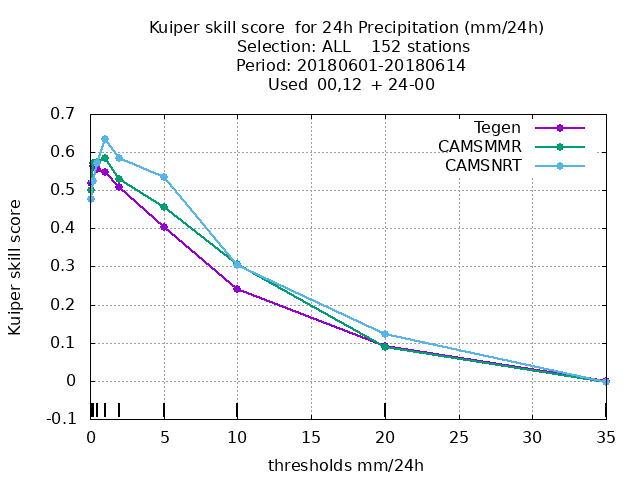 Kuiper skill score  for 24h Precipitation (mm/24h)
Selection: ALL    152 stations
Period: 20180601-20180614
Used  00,12  + 24-00
0.7
0.6
0.5
0.4
0.3
0.2
0.1
0
-0.1
Kuiper skill score
Tegen
CAMSMMR
CAMSNRT
0 5 10 15 20 25 30 35
thresholds mm/24h